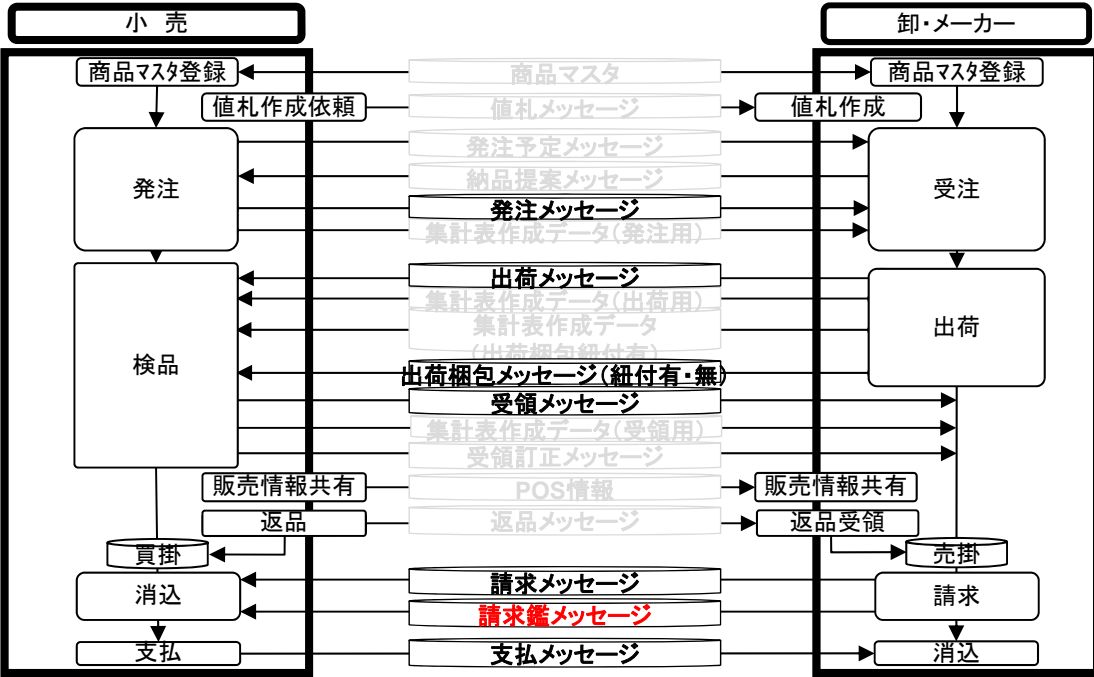 小 売
卸・メーカー
商品マスタ登録
商品マスタ
商品マスタ登録
値札作成依頼
値札メッセージ
値札作成
発注予定メッセージ
発注
納品提案メッセージ
受注
発注メッセージ
集計表作成データ(発注用)
出荷メッセージ
集計表作成データ(出荷用)
集計表作成データ
(出荷梱包紐付有)
出荷
検品
出荷梱包メッセージ(紐付有・無)
受領メッセージ
集計表作成データ(受領用)
受領訂正メッセージ
販売情報共有
POS情報
販売情報共有
返品
返品メッセージ
返品受領
買掛
売掛
消込
請求メッセージ
請求
請求鑑メッセージ
支払
支払メッセージ
消込